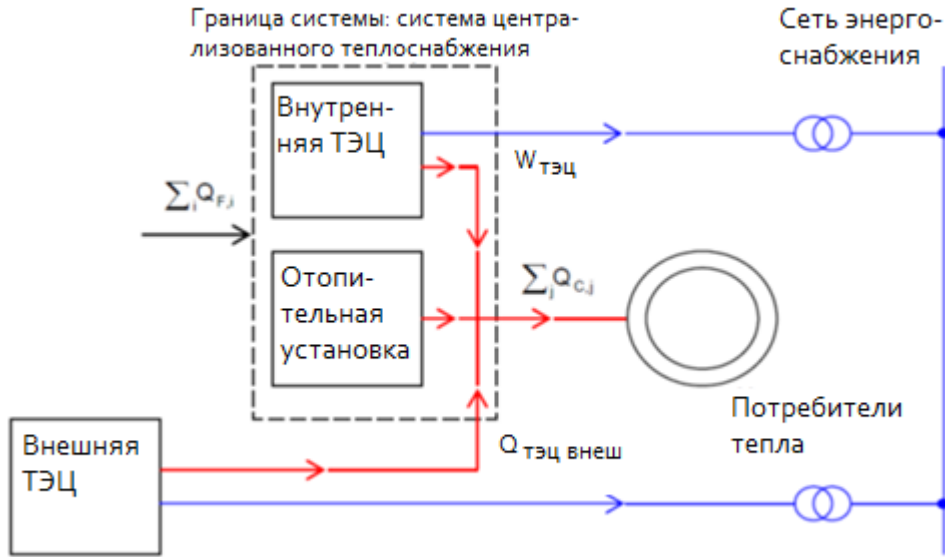 Граница системы: система центра-
лизованного теплоснабжения
Сеть энерго-
снабжения
Внутрен-
няя ТЭЦ
W тэц
∑i QF,i
Отопи-
тельная
установка
∑j QC,j
Потребители
тепла
Внешняя
ТЭЦ
Q тэц внеш